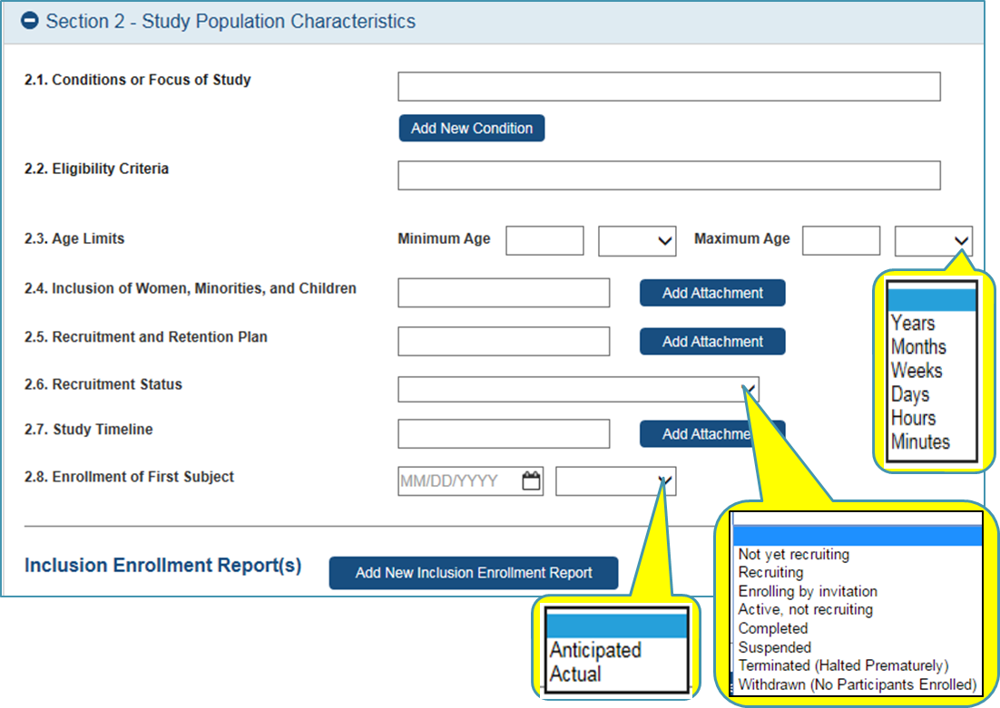 Section 2 - Study Population Characteristics
2.1. Conditions or Focus of Study
Add New Condition
2.2. Eligibility Criteria
2.3. Age Limits Minimum Age Maximum Age
2.4. Inclusion of Women, Minorities, and Children Add Attachment
2.5. Recruitment and Retention Plan Add Attachment
2.6. Recruitment Status
2.7. Study Timeline Add Attachme
2.8. Enrollment of First Subject MM/DD/YYYY
Inclusion Enrollment Report(s) Add New Inclusion Enrollment Report
Years
Months
Weeks
Days
Hours
Minutes
Not yet recruiting
Recruiting
Enrolling by invitation
Active, not recruiting
Completed
Suspended
Terminated (Halted Prematurely)
Withdrawn (No Participants Enrolled)
Anticipated
Actual